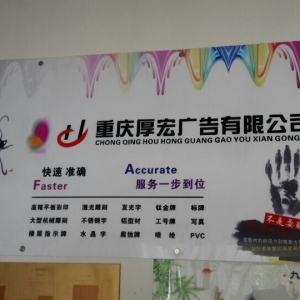 重庆厚宏广告有限公司
CHONG QING HOU HONG GUANG GAO YOU XIAN GONG
快速 准确 Accurate
Faster 服务一步到位
高精平板彩印 激光雕刻 发光字 钛金牌 标牌
大型机械雕刻 不锈钢字 铝型材 工号牌 写真
楼层指示牌 水晶字 腐蚀牌 喷绘 PVC